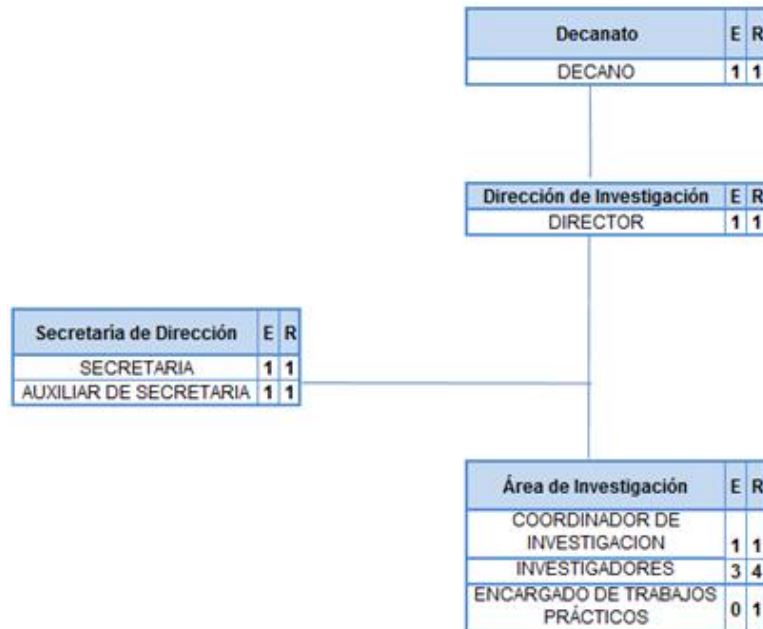 Decanato E R
DECANO 1 1
Dirección de Investigación E R
DIRECTOR 1 1
Secretaría de Dirección E R
SECRETARIA 1 1
AUXILIAR DE SECRETARIA 1 1
Área de Investigación E R
COORDINADOR DE
INVESTIGACION 1 1
INVESTIGADORES 3 4
ENCARGADO DE TRABAJOS
PRÁCTICOS 0 1